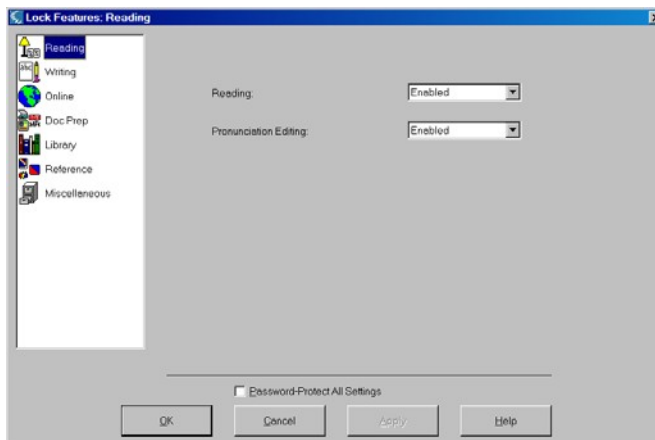 Lock Features: Reading
Reading
Writing
Online
Doc Prep
Library
Reference
Miscellaneous
Reading: Enabled
Pronunciation Editing: Enabled
Password-Protect All Settings
OK Cancel Apply Help